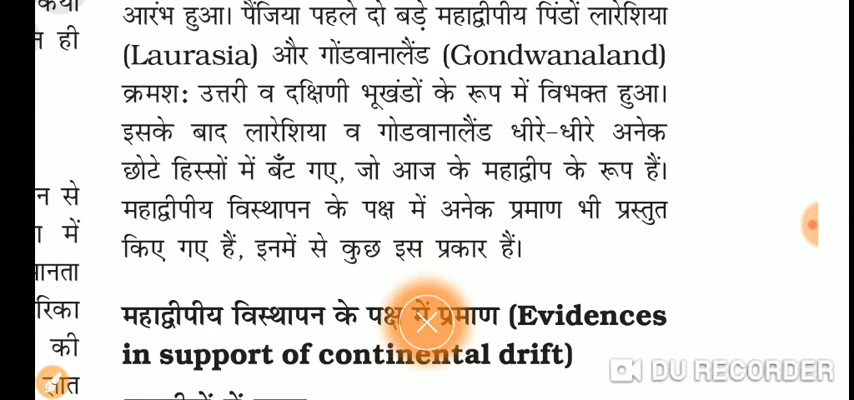 आरंभ हुआ। पैंजिया पहले दो बड़े महाद्वीपीय पिंडों लारेशिया
(Laurasia) और गोंडवानालैंड (Gondwanaland)
क्रमश: उत्तरी व दक्षिणी भूखंडों के रूप में विभक्त हुआ।
इसके बाद लारेशिया व गोडवानालैंड धीरे-धीरे अनेक
छोटे हिस्सों में बँट गए, जो आज के महाद्वीप के रूप हैं।
महाद्वीपीय विस्थापन के पक्ष में अनेक प्रमाण भी प्रस्तुत
किए गए हैं, इनमें से कुछ इस प्रकार हैं।
महाद्वीपीय विस्थापन के पक्ष में प्रमाण (Evidences
in support of continental drift)
ही
न से
में
की
DU RECORDER